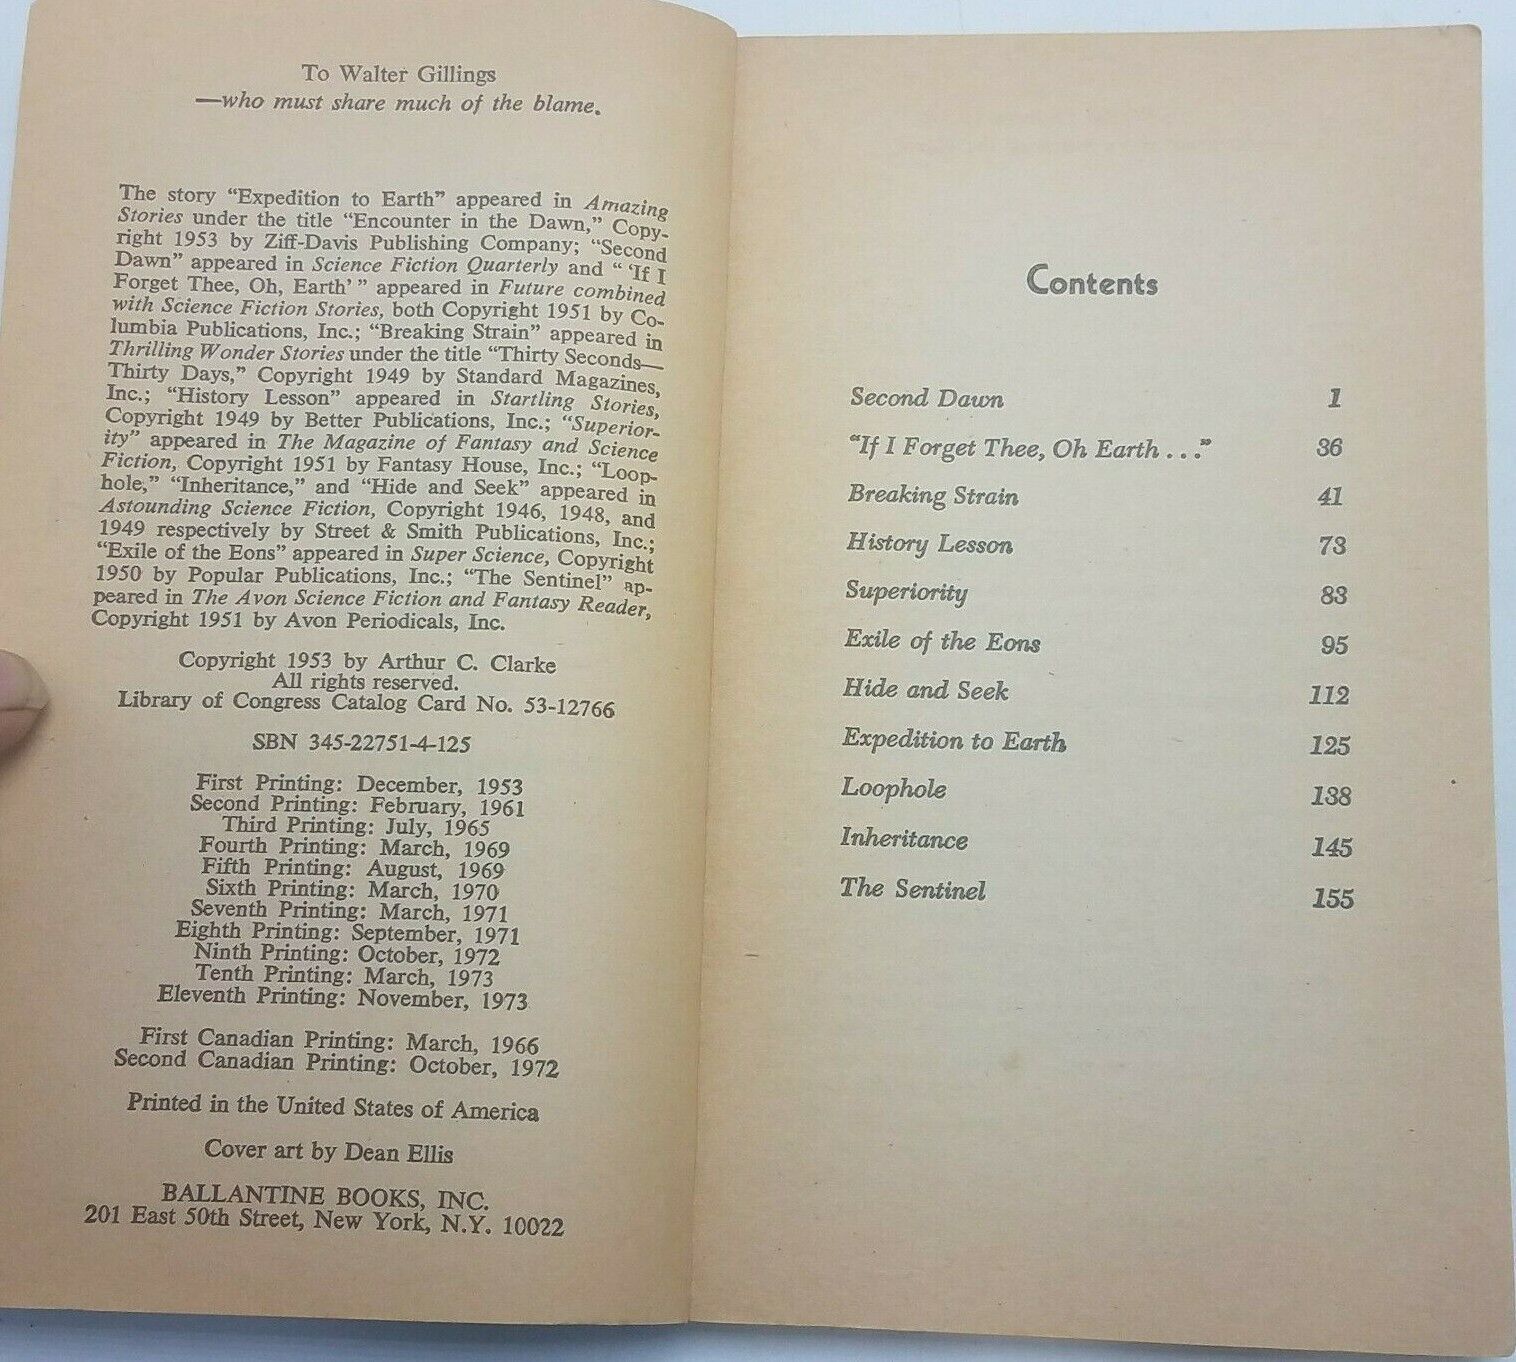 To Walter Gillings
—who must share much of the blame.
The story “Expedition to Earth” appeared in Amazing
Stories under the title “Encounter in the Dawn,” Copy-
right 1953 by Ziff-Davis Publishing Company; “Second
Dawn” appeared in Science Fiction Quarterly and “ ‘If I
Forget Thee, Oh, Earth’ ” appeared in Future combined
with Science Fiction Stories, both Copyright 1951 by Co-
lumbia Publications, Inc.; “Breaking Strain” appeared in
Thrilling Wonder Stories under the title “Thirty Seconds—
Thirty Days,” Copyright 1949 by Standard Magazines,
Inc.; “History Lesson” appeared in Startling Stories,
Copyright 1949 by Better Publications, Inc.; “Superior-
ity” appeared in The Magazine of Fantasy and Science
Fiction, Copyright 1951 by Fantasy House, Inc.; “Loop-
hole,” “Inheritance,” and “Hide and Seek” appeared in
Astounding Science Fiction, Copyright 1946, 1948, and
1949 respectively by Street & Smith Publications, Inc.;
“Exile of the Eons” appeared in Super Science, Copyright
1950 by Popular Publications, Inc.; “The Sentinel” ap-
peared in The Avon Science Fiction and Fantasy Reader,
Copyright 1951 by Avon Periodicals, Inc.
Copyright 1953 by Arthur C. Clarke
All rights reserved.
Library of Congress Catalog Card No. 53-12766
SBN 345-22751-4-125
First Printing: December, 1953
Second Printing: February, 1961
Third Printing: July, 1965
Fourth Printing: March, 1969
Fifth Printing: August, 1969
Sixth Printing: March, 1970
Seventh Printing: March, 1971
Eighth Printing: September, 1971
Ninth Printing: October, 1972
Tenth Printing: March, 1973
Eleventh Printing: November, 1973
First Canadian Printing: March, 1966
Second Canadian Printing: October, 1972
Printed in the United States of America
Cover art by Dean Ellis
BALLANTINE BOOKS, INC.
201 East 50th Street, New York, N.Y. 10022
Contents
Second Dawn 1
“If I Forget Thee, Oh Earth . . .” 36
Breaking Strain 41
History Lesson 73
Superiority 83
Exile of the Eons 95
Hide and Seek 112
Expedition to Earth 125
Loophole 138
Inheritance 145
The Sentinel 155